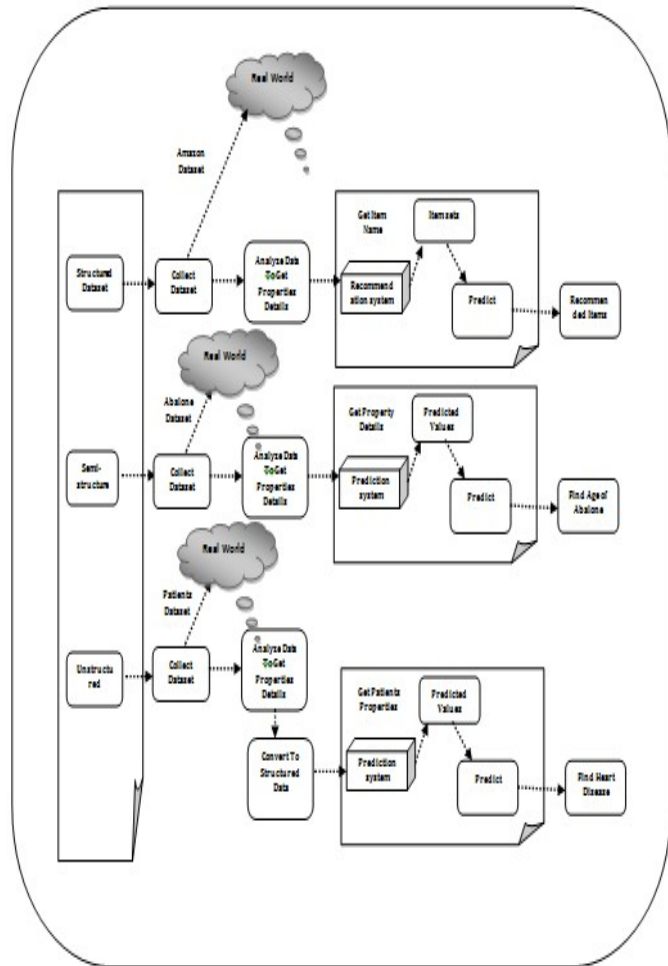 Real World
Amazon
Dataset
Structured
Dataset
Collect
Dataset
Analyze Data
To Get
Properties
Details
Get Item
Name
Item sets
Recommend
ation system
Predict
Recommen
ded Items
Real World
Abalone
Dataset
Semi-
structure
Collect
Dataset
Analyze Data
To Get
Properties
Details
Get Property
Details
Predicted
Values
Prediction
system
Predict
Find Age of
Abalone
Real World
Patients
Dataset
Unstructu
red
Collect
Dataset
Analyze Data
To Get
Properties
Details
Convert To
Structured
Data
Get Patients
Properties
Predicted
Values
Prediction
system
Predict
Find Heart
Disease